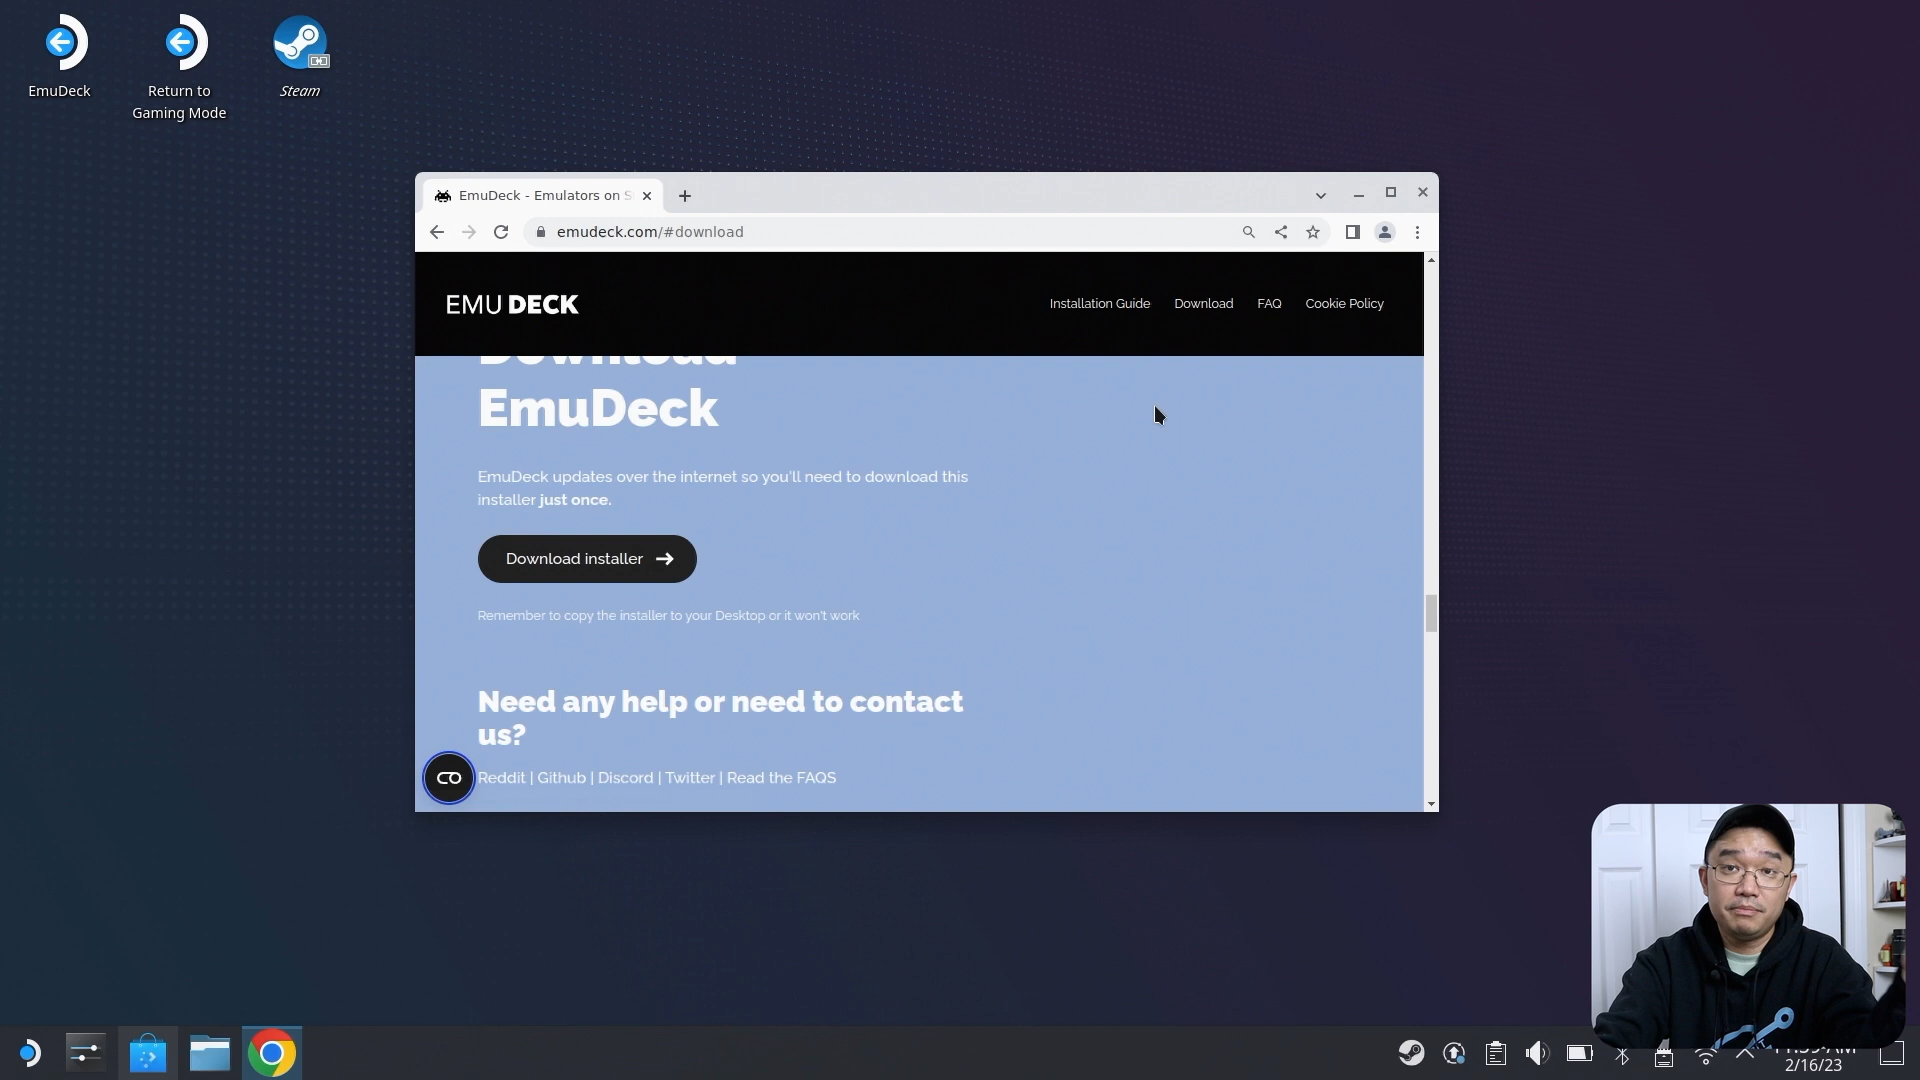 EmuDeck
Return to
Gaming Mode
Steam
EmuDeck - Emulators on S
emudeck.com/#download
EMU DECK
Installation Guide
Download
FAQ
Cookie Policy
Download
EmuDeck
EmuDeck updates over the internet so you'll need to download this
installer just once.
Download installer
Remember to copy the installer to your Desktop or it won't work
Need any help or need to contact
us?
Reddit | Github | Discord | Twitter | Read the FAQS
2/16/23